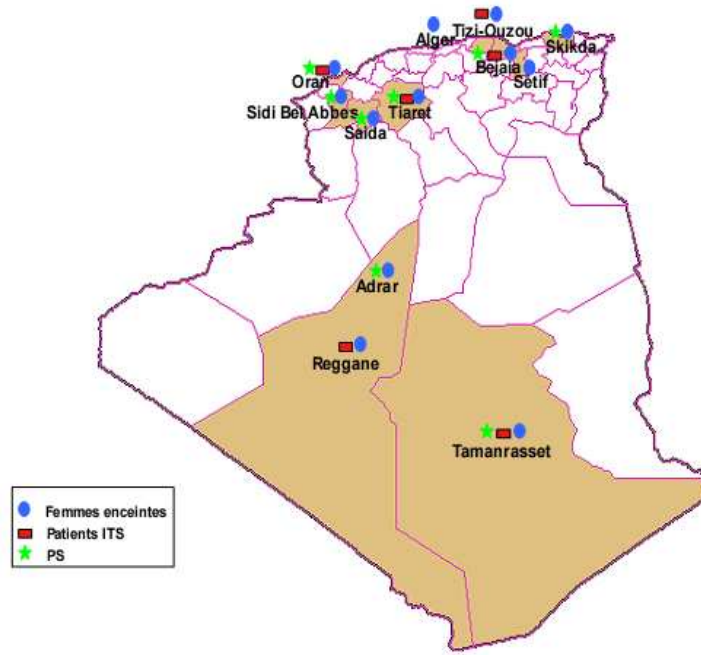 Tizi-Ouzou
Alger
Skikda
Bejaia
Setif
Oran
Sidi Bel Abbes
Tiaret
Saida
Adrar
Reggane
Tamanrasset
Femmes enceintes
Patients ITS
PS